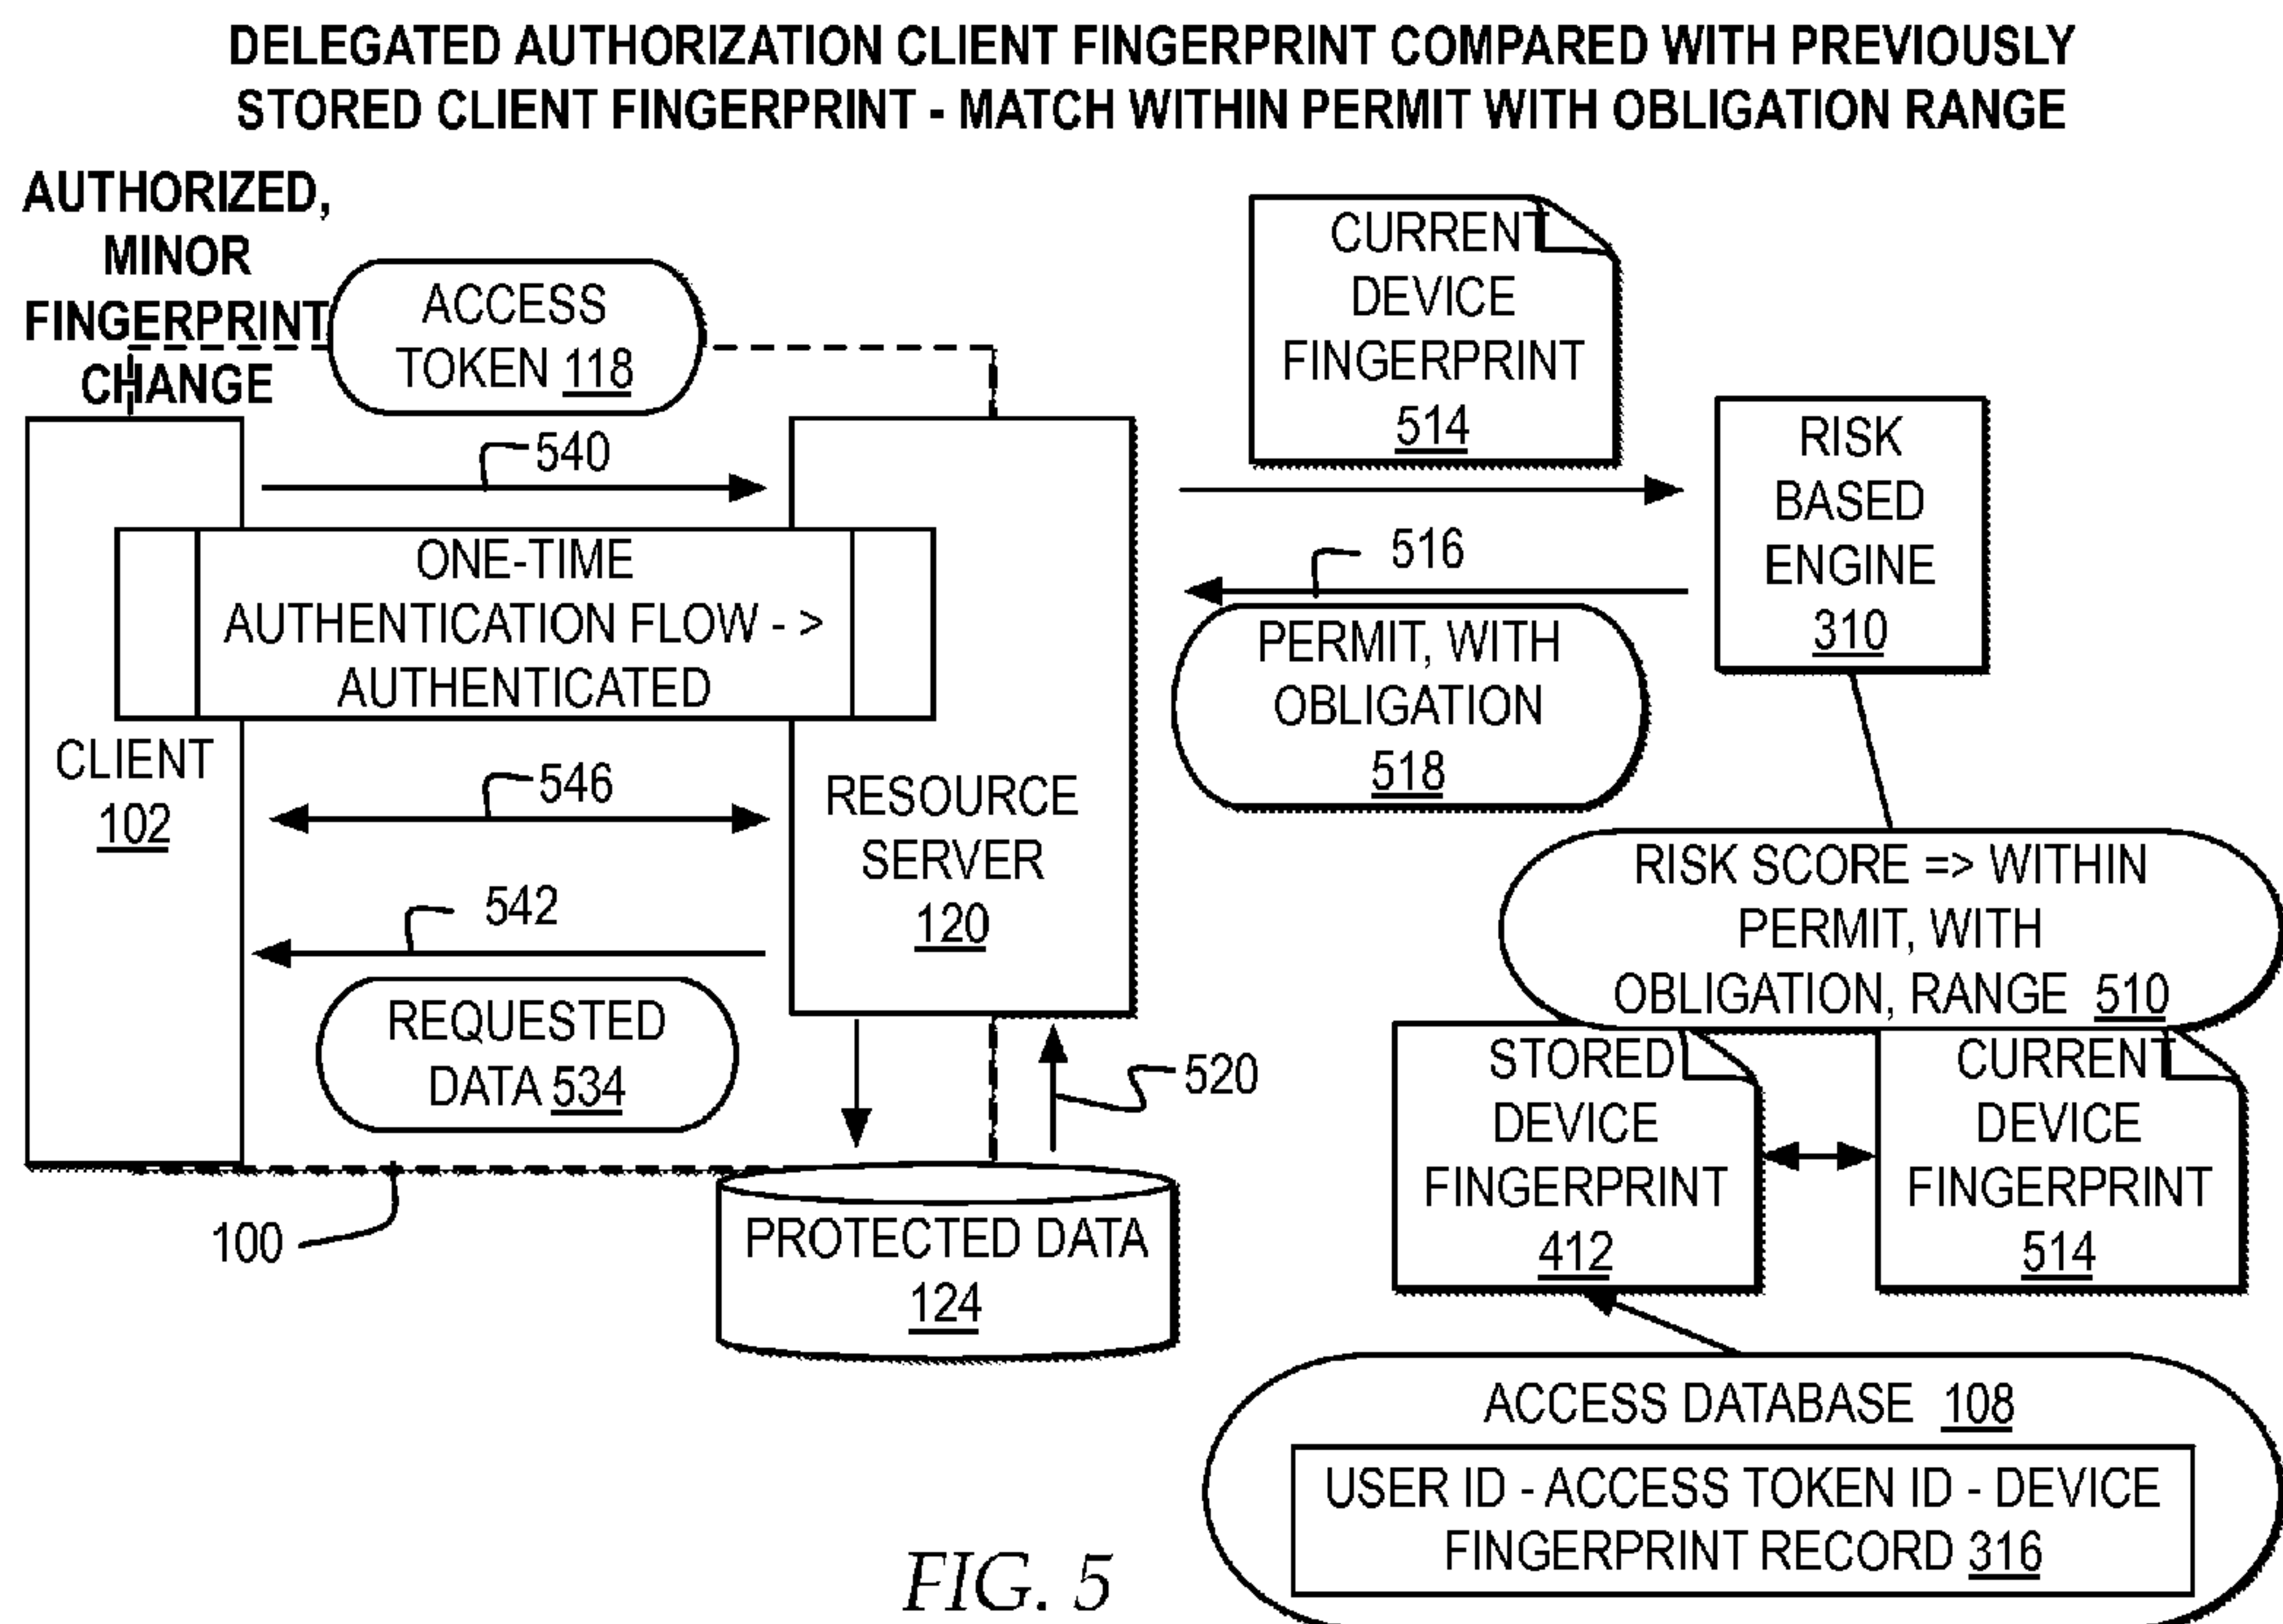 DELEGATED AUTHORIZATION CLIENT FINGERPRINT COMPARED WITH PREVIOUSLY
STORED CLIENT FINGERPRINT - MATCH WITHIN PERMIT WITH OBLIGATION RANGE
AUTHORIZED,
MINOR
FINGERPRINT
CHANGE
ACCESS
TOKEN 118
540
ONE-TIME
AUTHENTICATION FLOW - >
AUTHENTICATED
CLIENT
102
546
542
REQUESTED
DATA 534
100
RESOURCE
SERVER
120
520
PROTECTED DATA
124
CURRENT
DEVICE
FINGERPRINT
514
516
PERMIT, WITH
OBLIGATION
518
RISK
BASED
ENGINE
310
RISK SCORE => WITHIN
PERMIT, WITH
OBLIGATION, RANGE 510
STORED
DEVICE
FINGERPRINT
412
CURRENT
DEVICE
FINGERPRINT
514
ACCESS DATABASE 108
USER ID - ACCESS TOKEN ID - DEVICE
FINGERPRINT RECORD 316
FIG. 5